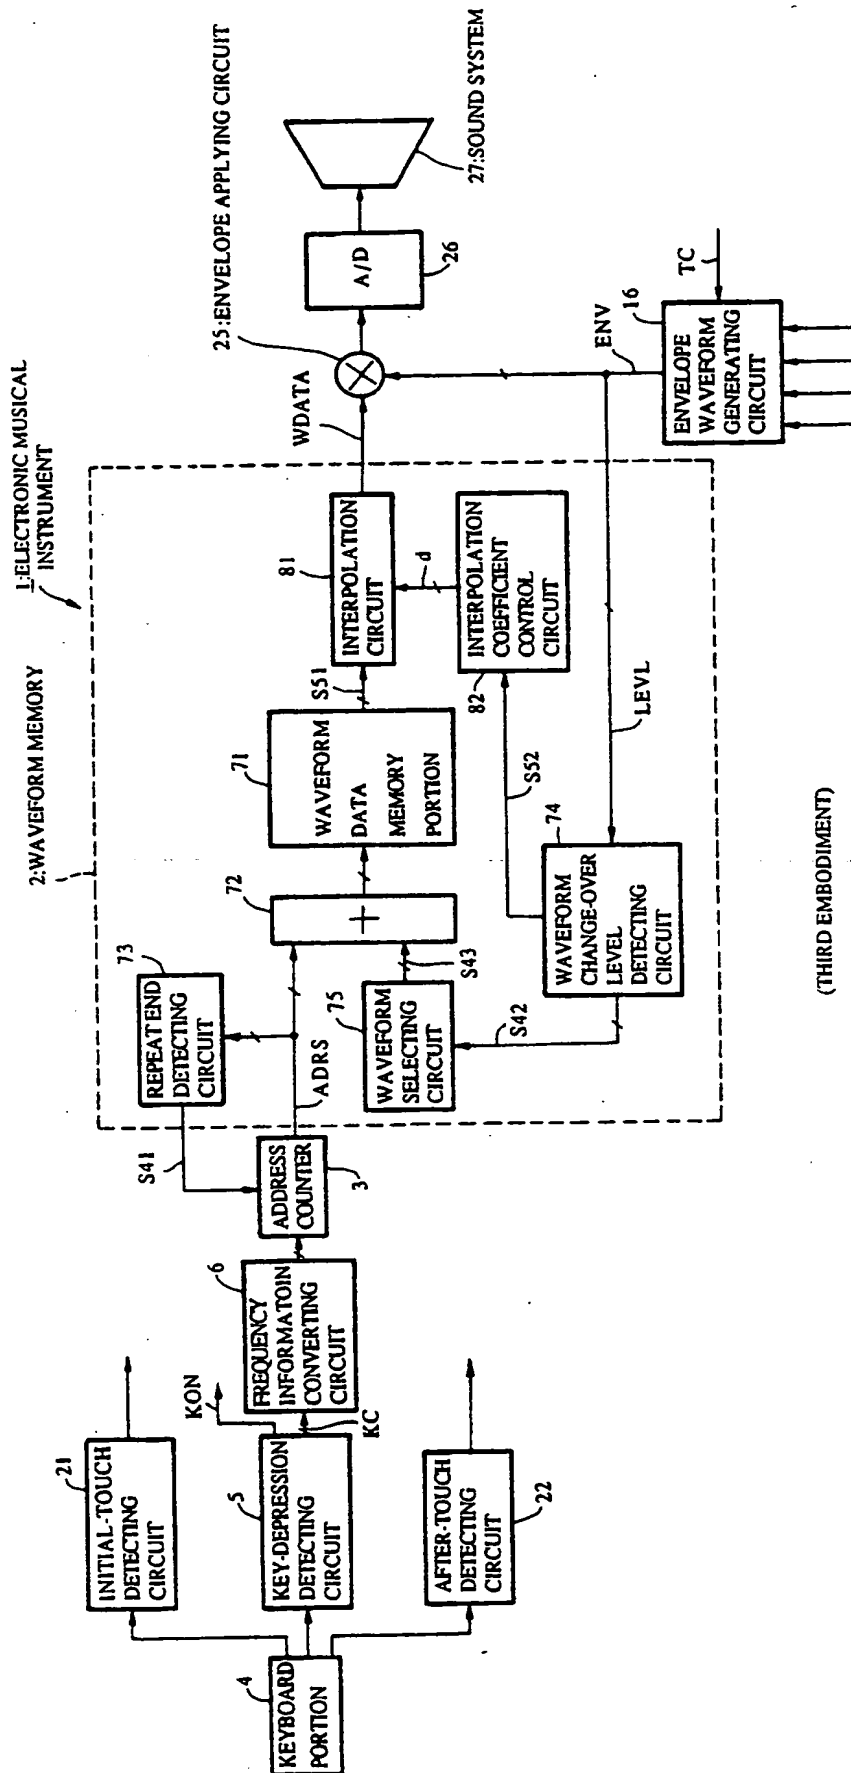 1:ELECTRONIC MUSICAL
INSTRUMENT
2:WAVEFORM MEMORY
25:ENVELOPE APPLYING CIRCUIT
27:SOUND SYSTEM
A/D
26
WDATA
ENV
TC
16
ENVELOPE
WAVEFORM
GENERATING
CIRCUIT
81
INTERPOLATION
CIRCUIT
d
INTERPOLATION
COEFFICIENT
CONTROL
CIRCUIT
82
S51
71
WAVEFORM
DATA
MEMORY
PORTION
S52
LEVL
74
WAVEFORM
CHANGE-OVER
LEVEL
DETECTING
CIRCUIT
72
+
73
REPEAT END
DETECTING
CIRCUIT
S43
75
WAVEFORM
SELECTING
CIRCUIT
S42
ADRS
S41
ADDRESS
COUNTER
3
6
FREQUENCY
INFORMATOIN
CONVERTING
CIRCUIT
KON
KC
21
INITIAL-TOUCH
DETECTING
CIRCUIT
5
KEY-DEPRESSION
DETECTING
CIRCUIT
AFTER-TOUCH
DETECTING
CIRCUIT
22
4
KEYBOARD
PORTION
(THIRD EMBODIMENT)